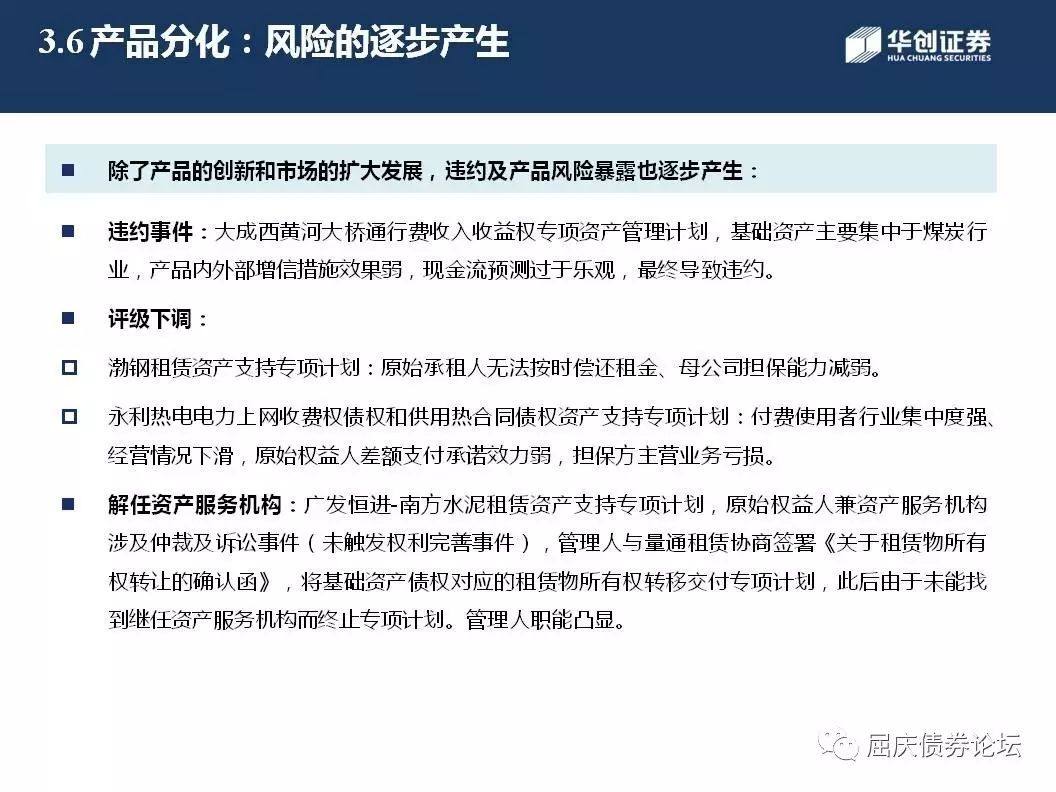 3.6 产品分化：风险的逐步产生
华创证券
HUA CHUANG SECURITIES
除了产品的创新和市场的扩大发展，违约及产品风险暴露也逐步产生：
违约事件：大成西黄河大桥通行费收入收益权专项资产管理计划，基础资产主要集中于煤炭行
业，产品内外部增信措施效果弱，现金流预测过于乐观，最终导致违约。
评级下调：
渤钢租赁资产支持专项计划：原始承租人无法按时偿还租金、母公司担保能力减弱。
永利热电电力上网收费权债权和供用热合同债权资产支持专项计划：付费使用者行业集中度强、
经营情况下滑，原始权益人差额支付承诺效力弱，担保方主营业务亏损。
解任资产服务机构：广发恒进-南方水泥租赁资产支持专项计划，原始权益人兼资产服务机构
涉及仲裁及诉讼事件（未触发权利完善事件），管理人与量通租赁协商签署《关于租赁物所有
权转让的确认函》，将基础资产债权对应的租赁物所有权转移交付专项计划，此后由于未能找
到继任资产服务机构而终止专项计划。管理人职能凸显。
屈庆债券论坛